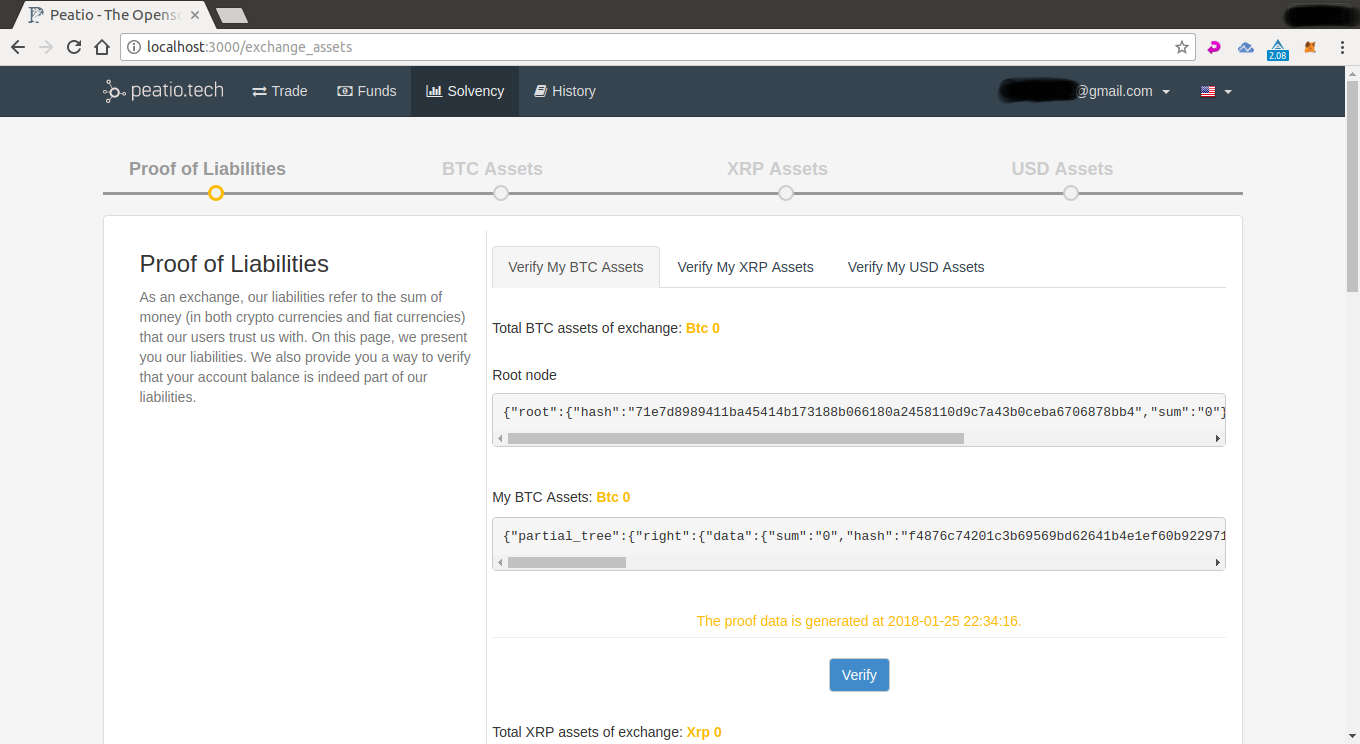 Peatio - The Openso
localhost:3000/exchange_assets
2.08
peatio.tech
Trade
Funds
Solvency
History
@gmail.com
Proof of Liabilities
BTC Assets
XRP Assets
USD Assets
Proof of Liabilities
As an exchange, our liabilities refer to the sum of
money (in both crypto currencies and fiat currencies)
that our users trust us with. On this page, we present
you our liabilities. We also provide you a way to verify
that your account balance is indeed part of our
liabilities.
Verify My BTC Assets
Verify My XRP Assets
Verify My USD Assets
Total BTC assets of exchange: Btc 0
Root node
{"root":{"hash":"71e7d8989411ba45414b173188b066180a2458110d9c7a43b0ceba6706878bb4","sum":"0"}
My BTC Assets: Btc 0
{"partial_tree":{"right":{"data":{"sum":"0","hash":"f4876c74201c3b69569bd62641b4e1ef60b922971
The proof data is generated at 2018-01-25 22:34:16.
Verify
Total XRP assets of exchange: Xrp 0